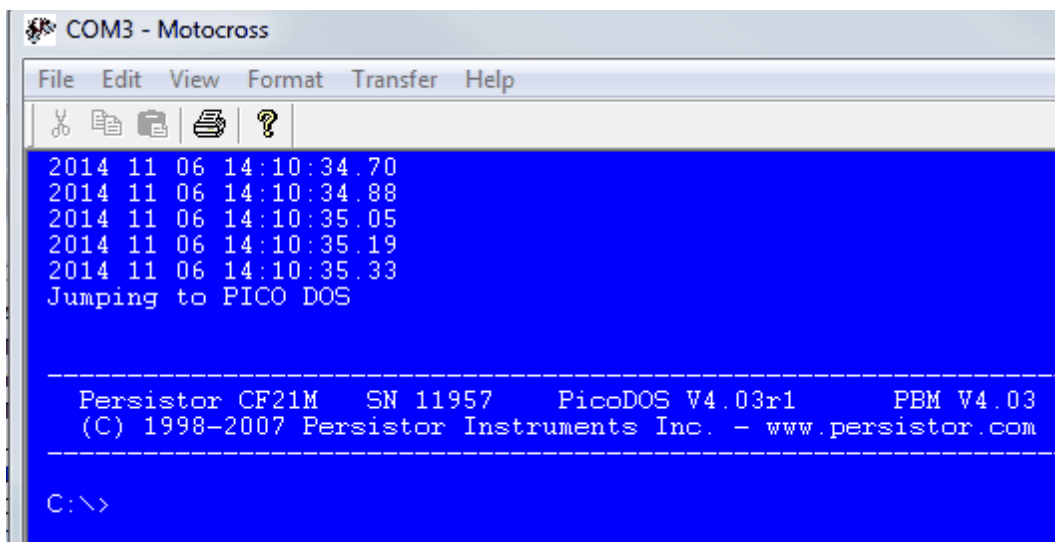 COM3 - Motocross
File Edit View Format Transfer Help
2014 11 06 14:10:34.70
2014 11 06 14:10:34.88
2014 11 06 14:10:35.05
2014 11 06 14:10:35.19
2014 11 06 14:10:35.33
Jumping to PICO DOS
Persistor CF21M SN 11957 PicoDOS V4.03r1 PBM V4.03
(C) 1998-2007 Persistor Instruments Inc. - www.persistor.com
C:\>